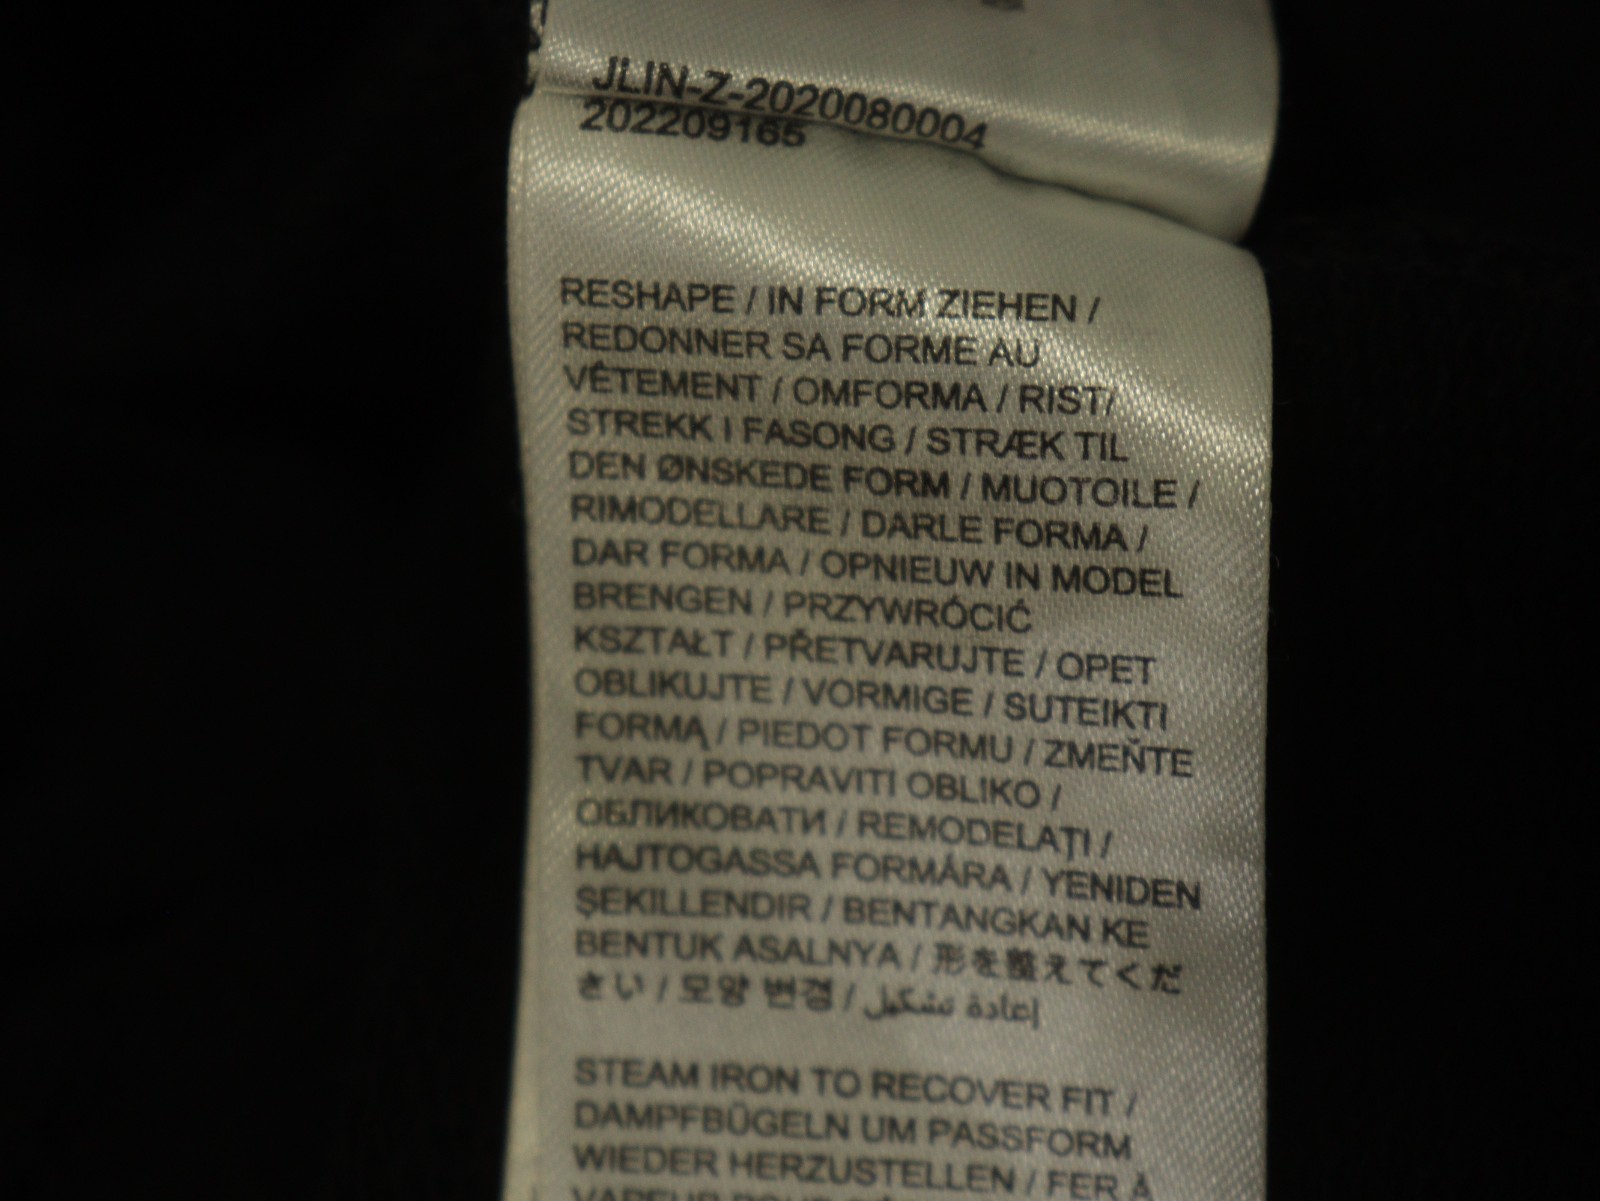 JLIN-Z-2020080004
202209165
RESHAPE / IN FORM ZIEHEN /
REDONNER SA FORME AU
VÊTEMENT / OMFORMA / RIST/
STREKK I FASONG / STRÆK TIL
DEN ØNSKEDE FORM / MUOTOILE /
RIMODELLARE / DARLE FORMA /
DAR FORMA / OPNIEUW IN MODEL
BRENGEN / PRZYWRÓCIĆ
KSZTAŁT / PŘETVARUJTE / OPET
OBLIKUJTE / VORMIGE / SUTEIKTI
FORMĄ / PIEDOT FORMU / ZMEŇTE
TVAR / POPRAVITI OBLIKO /
ОБЛИКОВАТИ / REMODELAȚI /
HAJTOGASSA FORMÁRA / YENIDEN
ŞEKILLENDIR / BENTANGKAN KE
BENTUK ASALNYA / 形を整えてくだ
さい / 모양 변경 / إعادة تشكيل
STEAM IRON TO RECOVER FIT /
DAMPFBÜGELN UM PASSFORM
WIEDER HERZUSTELLEN / FER À